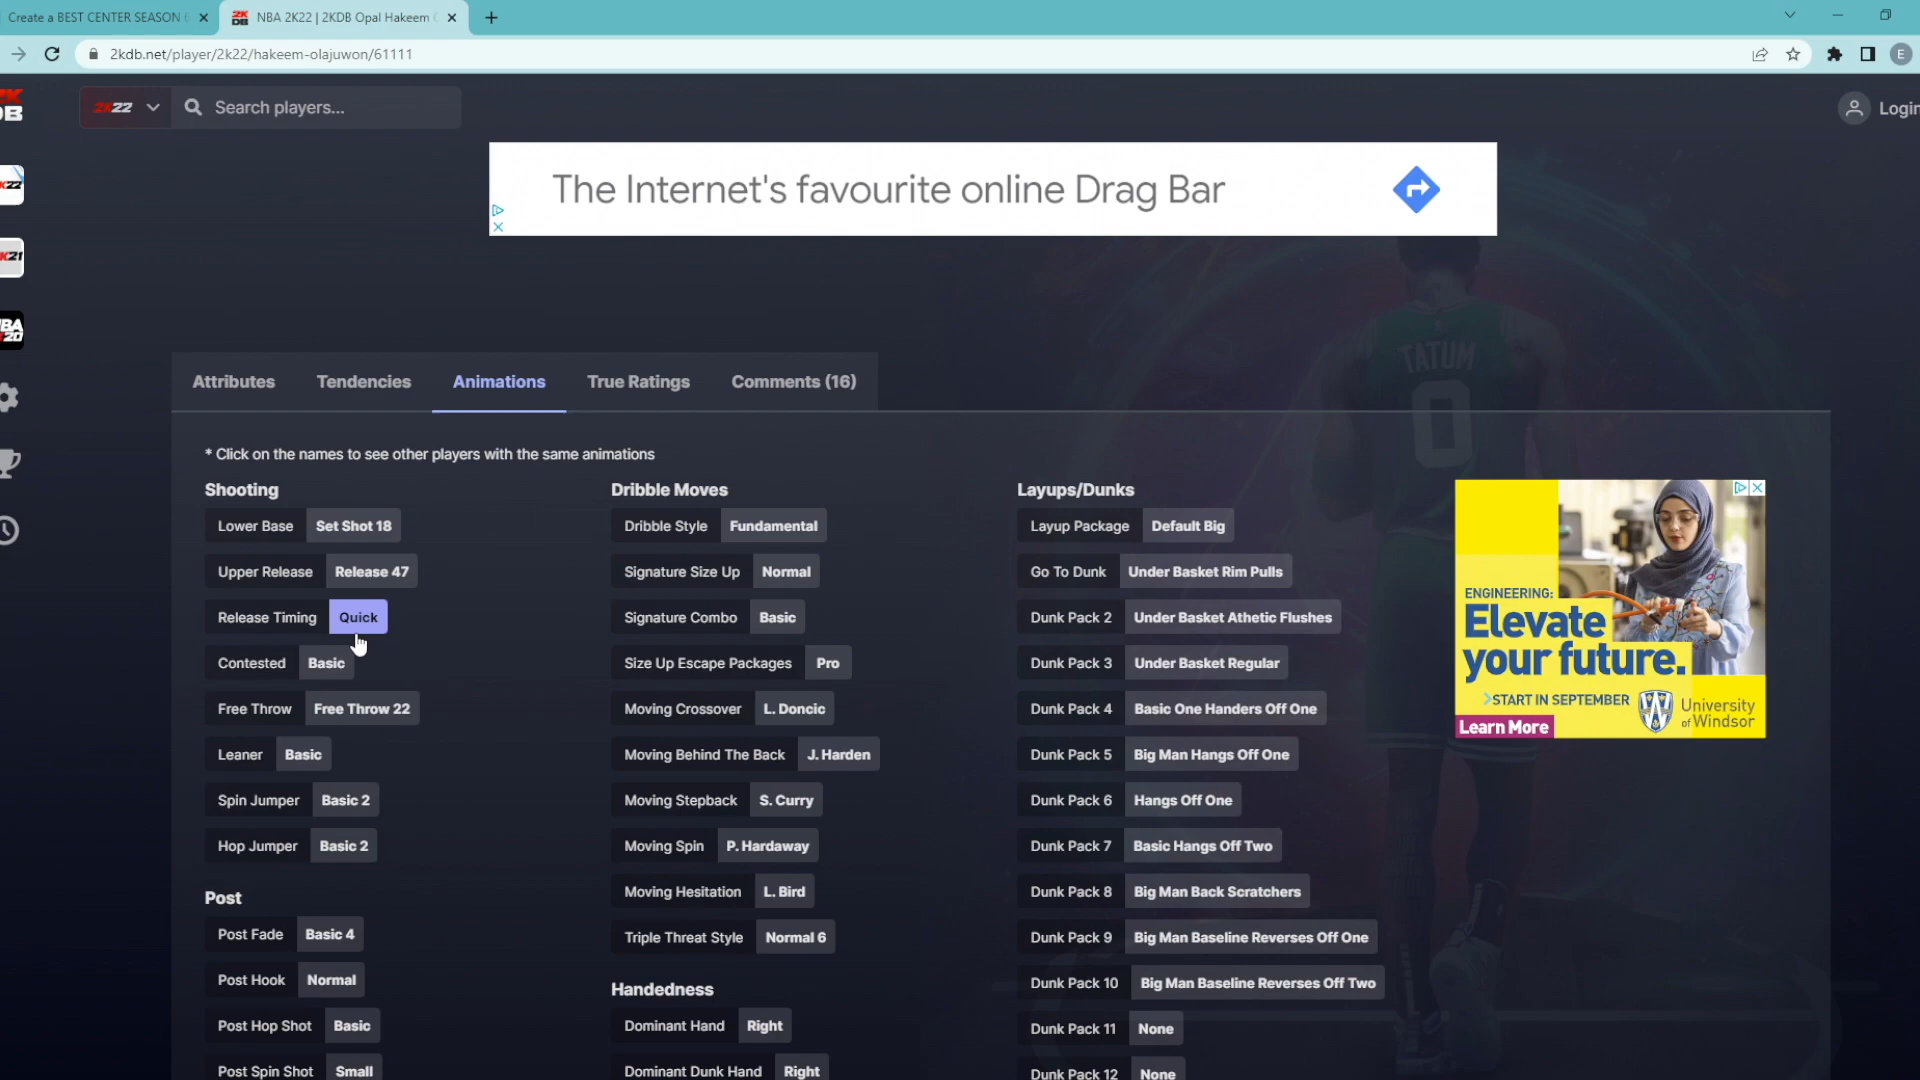 Create a BEST CENTER SEASON 6
NBA 2K22 | 2KDB Opal Hakeem O
2kdb.net/player/2k22/hakeem-olajuwon/61111
E
2K
DB
2K22
Search players...
Login
The Internet's favourite online Drag Bar
K22
K21
BA
Attributes
Tendencies
Animations
True Ratings
Comments (16)
* Click on the names to see other players with the same animations
Shooting
Lower Base Set Shot 18
Upper Release Release 47
Release Timing Quick
Contested Basic
Free Throw Free Throw 22
Leaner Basic
Spin Jumper Basic 2
Hop Jumper Basic 2
Post
Post Fade Basic 4
Post Hook Normal
Post Hop Shot Basic
Post Spin Shot Small
Dribble Moves
Dribble Style Fundamental
Signature Size Up Normal
Signature Combo Basic
Size Up Escape Packages Pro
Moving Crossover L. Doncic
Moving Behind The Back J. Harden
Moving Stepback S. Curry
Moving Spin P. Hardaway
Moving Hesitation L. Bird
Triple Threat Style Normal 6
Handedness
Dominant Hand Right
Dominant Dunk Hand Right
Layups/Dunks
Layup Package Default Big
Go To Dunk Under Basket Rim Pulls
Dunk Pack 2 Under Basket Athetic Flushes
Dunk Pack 3 Under Basket Regular
Dunk Pack 4 Basic One Handers Off One
Dunk Pack 5 Big Man Hangs Off One
Dunk Pack 6 Hangs Off One
Dunk Pack 7 Basic Hangs Off Two
Dunk Pack 8 Big Man Back Scratchers
Dunk Pack 9 Big Man Baseline Reverses Off One
Dunk Pack 10 Big Man Baseline Reverses Off Two
Dunk Pack 11 None
Dunk Pack 12 None
TATUM
0
ENGINEERING:
Elevate
your future.
>START IN SEPTEMBER
Learn More
University
of Windsor